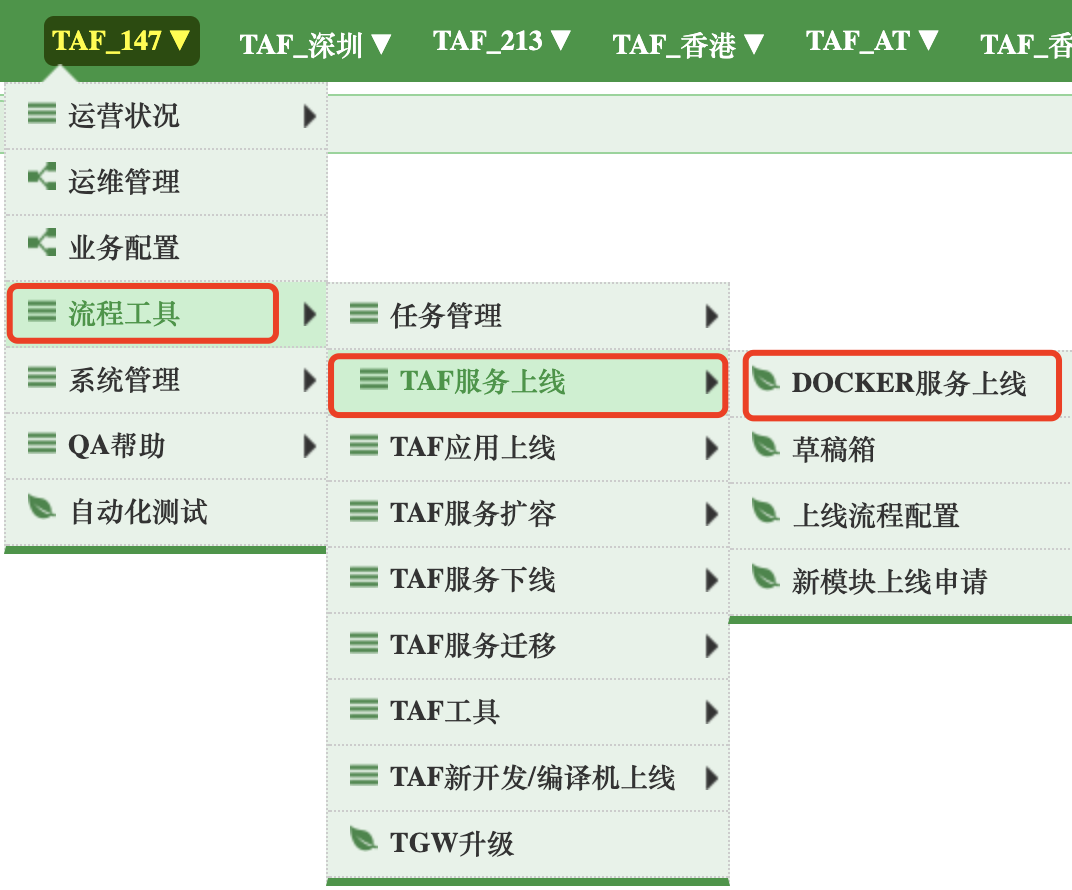 TAF_147 ▼ TAF_深圳 ▼ TAF_213 ▼ TAF_香港 ▼ TAF_AT ▼ TAF_香
运营状况
运维管理
业务配置
流程工具
系统管理
QA帮助
自动化测试
任务管理
TAF服务上线
TAF应用上线
TAF服务扩容
TAF服务下线
TAF服务迁移
TAF工具
TAF新开发/编译机上线
TGW升级
DOCKER服务上线
草稿箱
上线流程配置
新模块上线申请